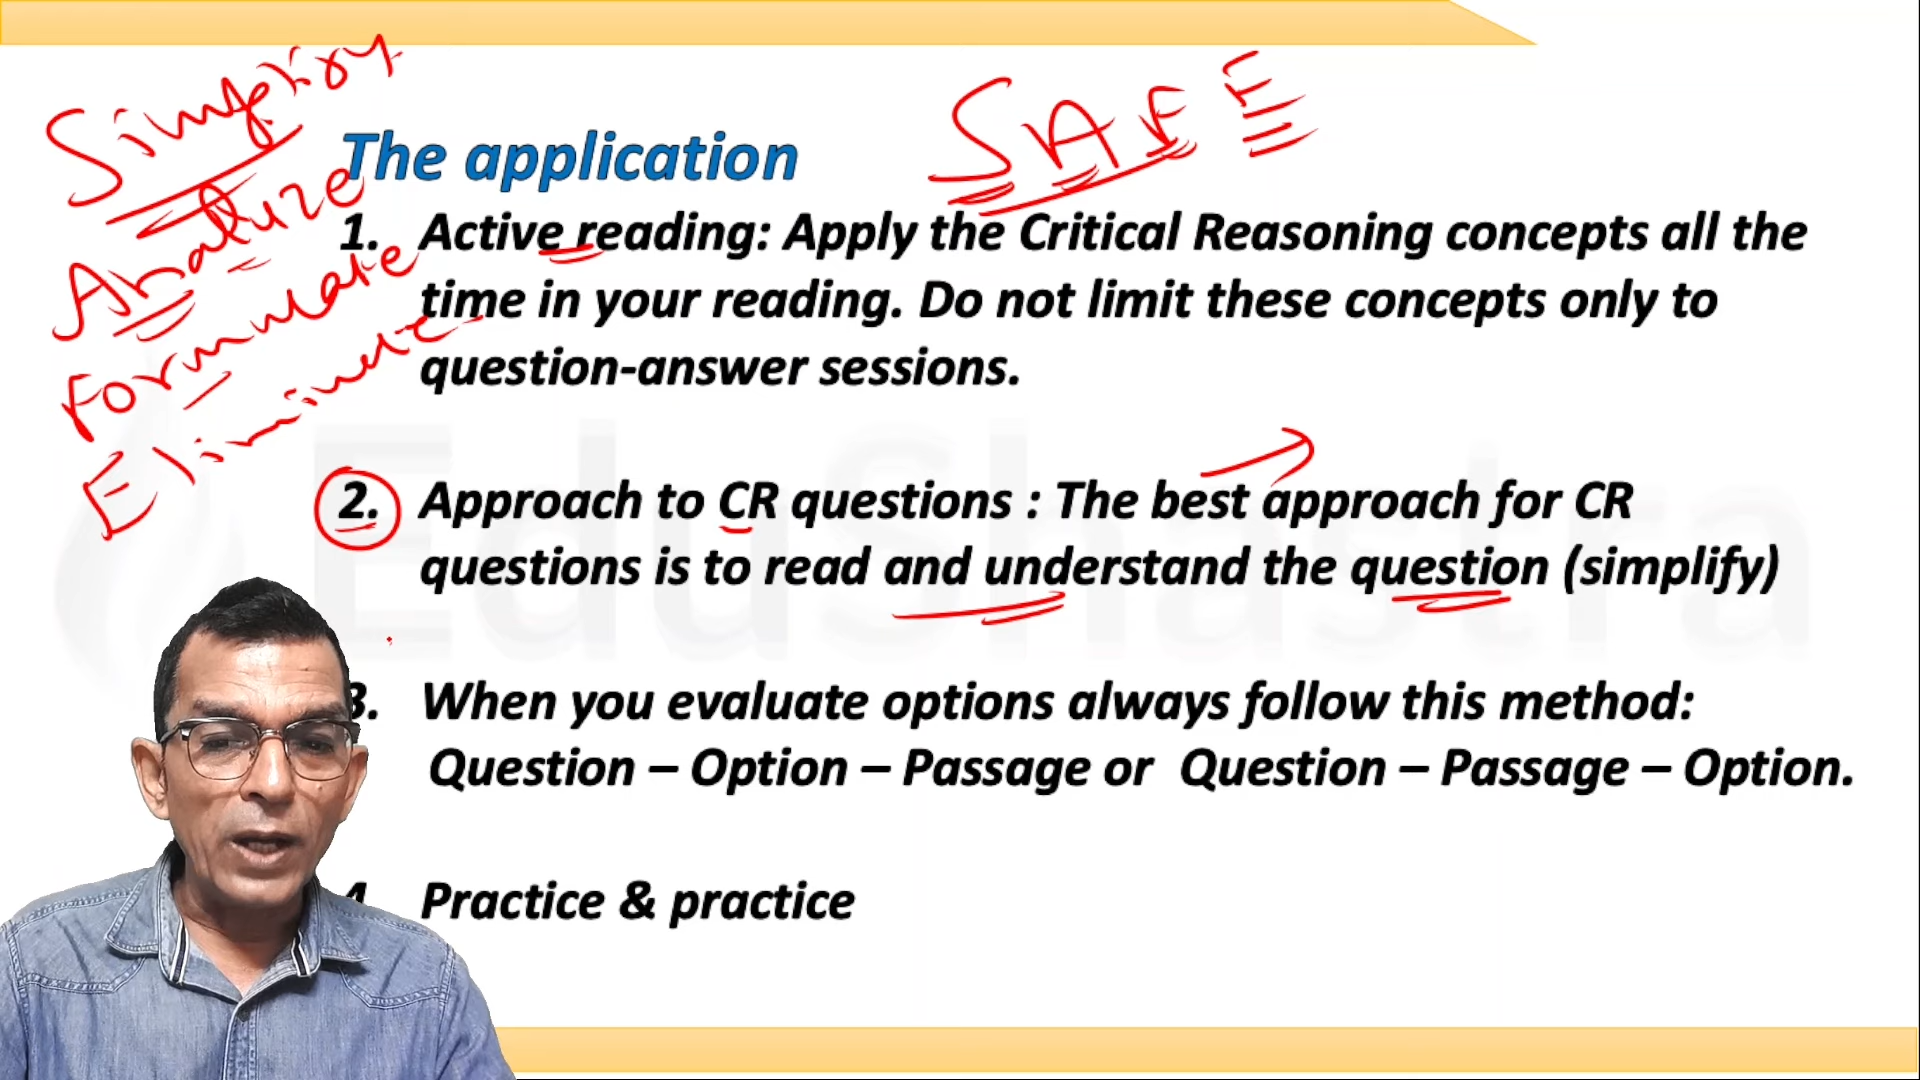 Simplify
SAFE
The application
Analyze
1. Active reading: Apply the Critical Reasoning concepts all the
time in your reading. Do not limit these concepts only to
question-answer sessions.
Formulate
Eliminate
2. Approach to CR questions : The best approach for CR
questions is to read and understand the question (simplify)
3. When you evaluate options always follow this method:
Question – Option – Passage or Question – Passage – Option.
4. Practice & practice
EduShastra